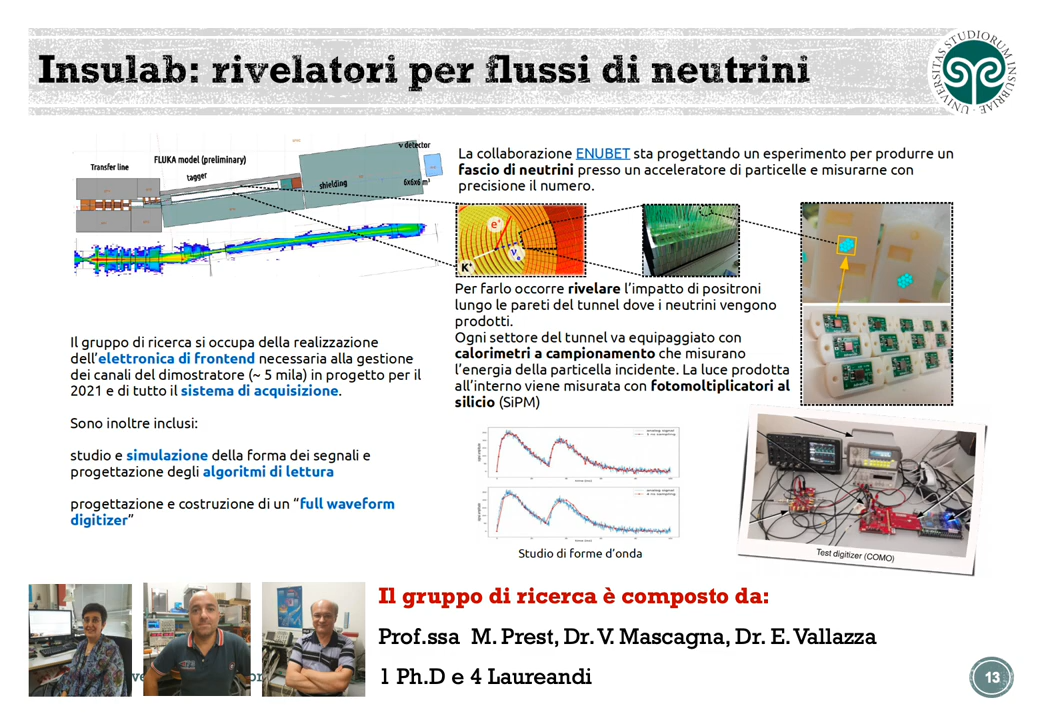 Insulab: rivelatori per flussi di neutrini
UNIVERSITAS STUDIORUM INSUBRIAE
Transfer line
FLUKA model (preliminary)
tagger
shielding
ν detector
6x6x6 m³
La collaborazione ENUBET sta progettando un esperimento per produrre un
fascio di neutrini presso un acceleratore di particelle e misurarne con
precisione il numero.
e⁺
νe
K⁺
Per farlo occorre rivelare l’impatto di positroni
lungo le pareti del tunnel dove i neutrini vengono
prodotti.
Ogni settore del tunnel va equipaggiato con
calorimetri a campionamento che misurano
l’energia della particella incidente. La luce prodotta
all’interno viene misurata con fotomoltiplicatori al
silicio (SiPM)
Il gruppo di ricerca si occupa della realizzazione
dell’elettronica di frontend necessaria alla gestione
dei canali del dimostratore (~ 5 mila) in progetto per il
2021 e di tutto il sistema di acquisizione.
Sono inoltre inclusi:
studio e simulazione della forma dei segnali e
progettazione degli algoritmi di lettura
progettazione e costruzione di un “full waveform
digitizer”
Studio di forme d’onda
Test digitizer (COMO)
Il gruppo di ricerca è composto da:
Prof.ssa M. Prest, Dr. V. Mascagna, Dr. E. Vallazza
1 Ph.D e 4 Laureandi
13